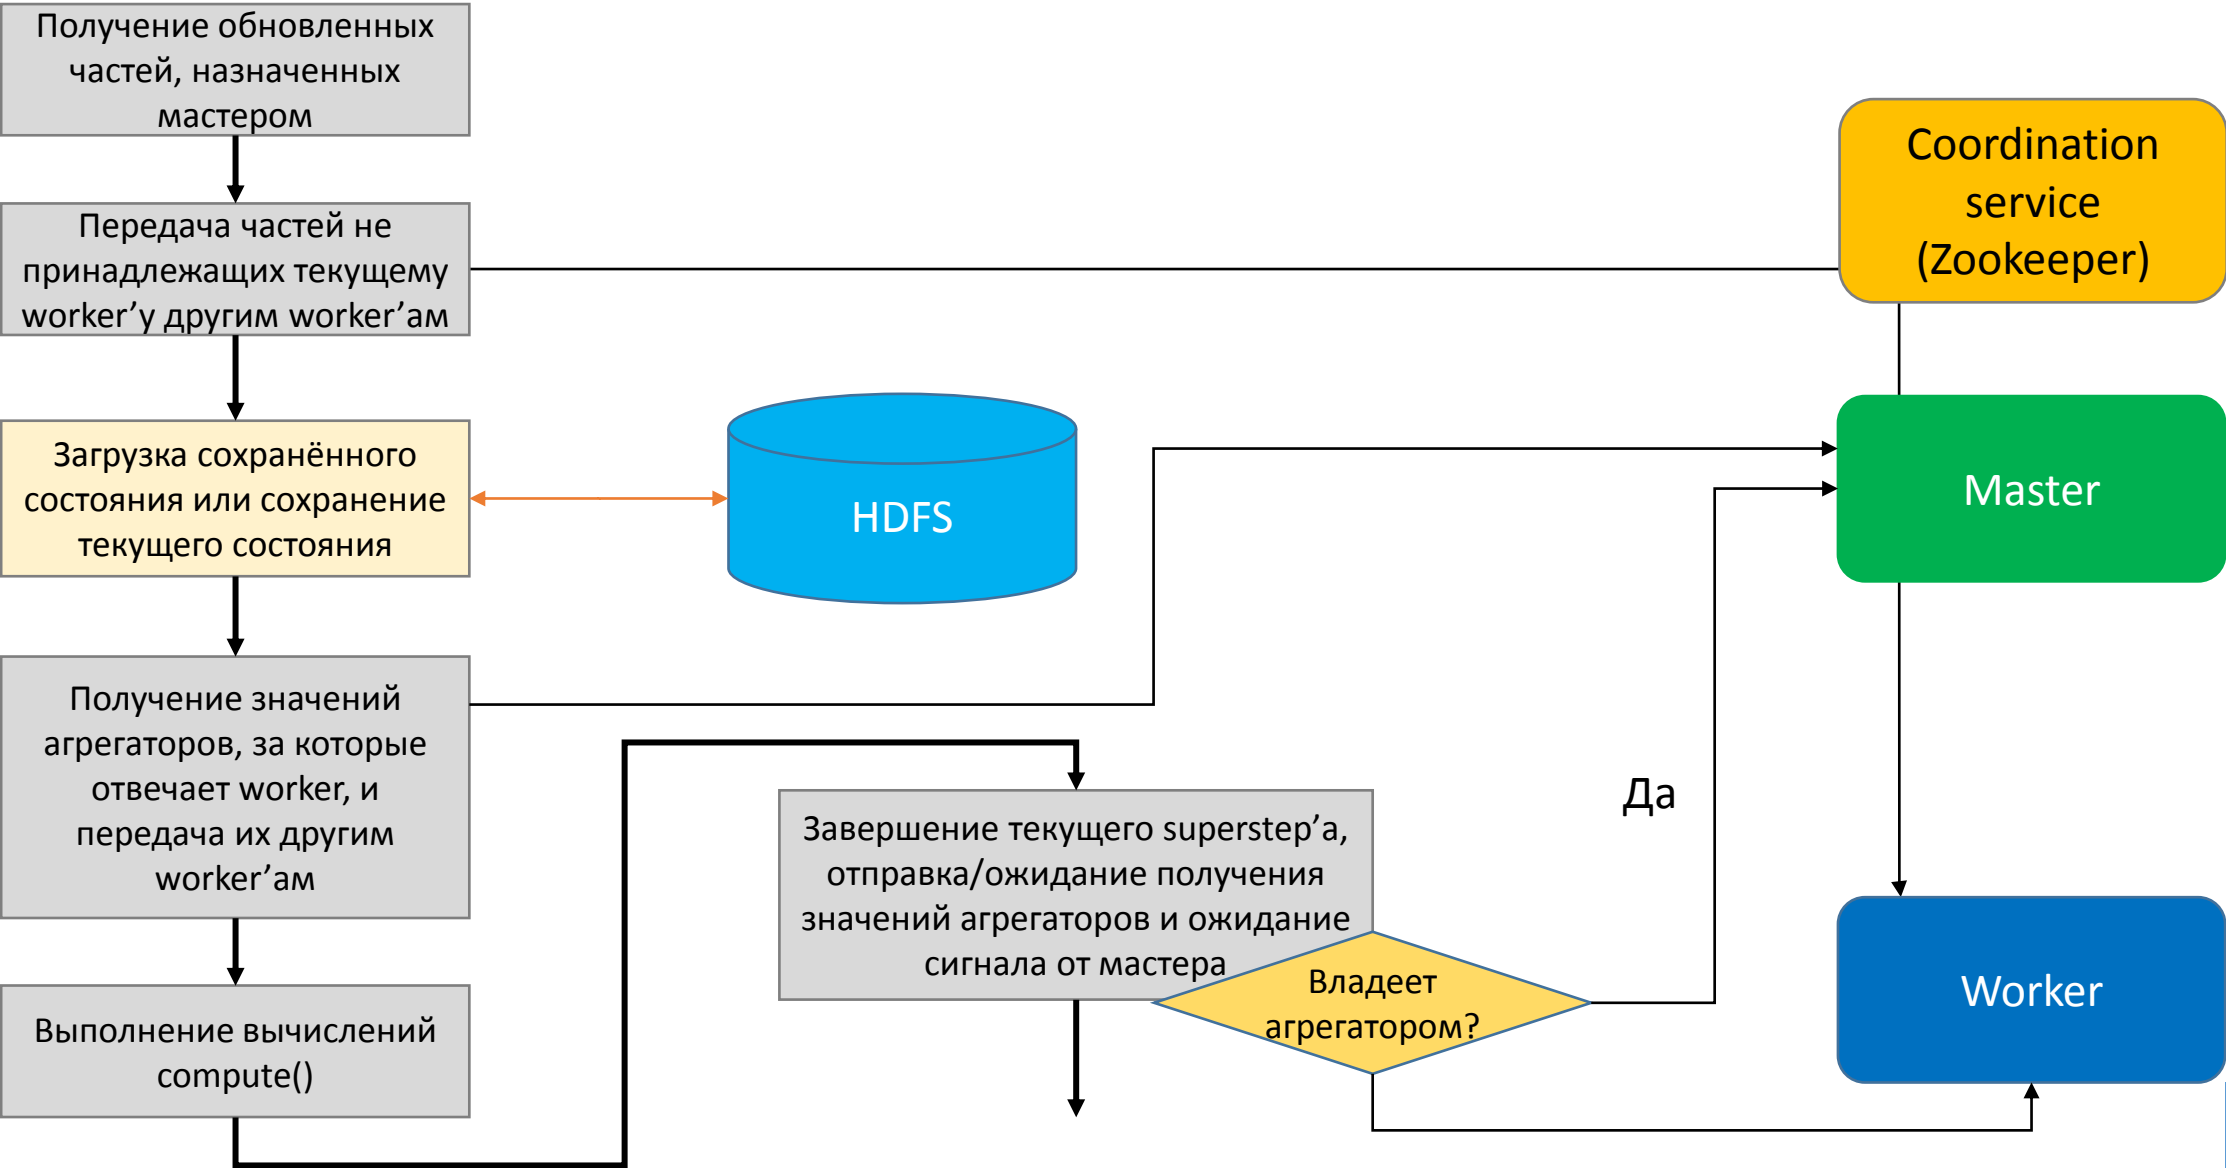 Получение обновленных
частей, назначенных
мастером
Передача частей не
принадлежащих текущему
worker’у другим worker’ам
Загрузка сохранённого
состояния или сохранение
текущего состояния
Получение значений
агрегаторов, за которые
отвечает worker, и
передача их другим
worker’ам
Выполнение вычислений
compute()
HDFS
Завершение текущего superstep’а,
отправка/ожидание получения
значений агрегаторов и ожидание
сигнала от мастера
Владеет
агрегатором?
Да
Coordination
service
(Zookeeper)
Master
Worker